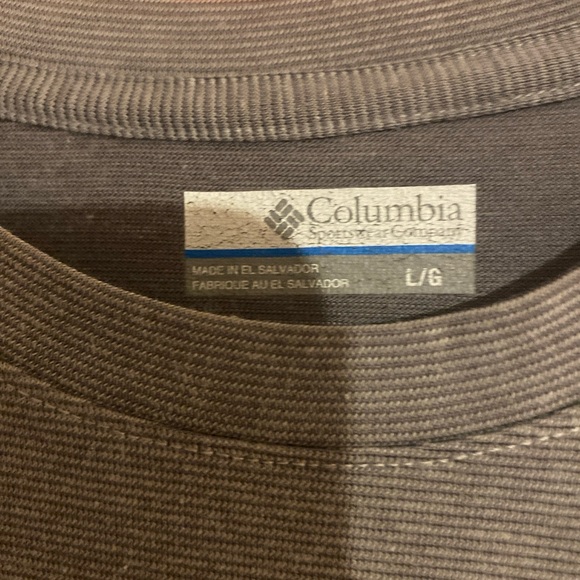 Columbia
Sportswear Company
MADE IN EL SALVADOR
FABRIQUE AU EL SALVADOR
L/G